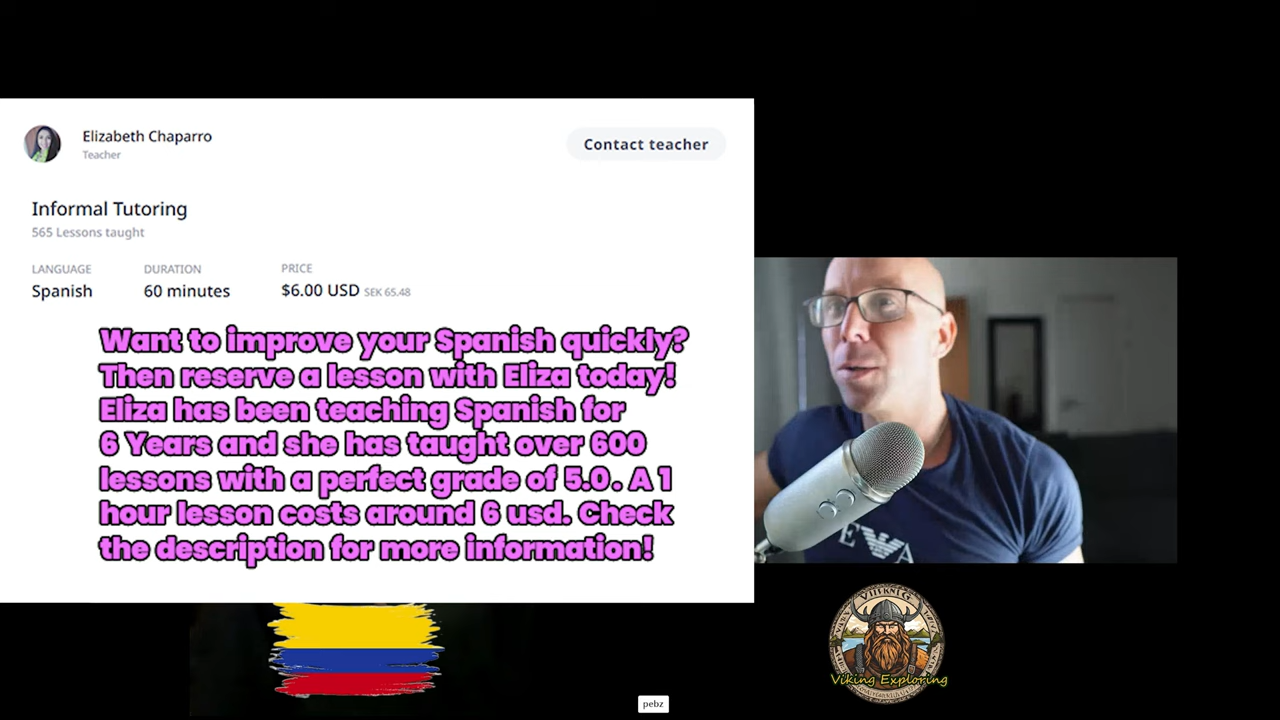 Elizabeth Chaparro
Teacher
Contact teacher
Informal Tutoring
565 Lessons taught
LANGUAGE DURATION PRICE
Spanish 60 minutes $6.00 USD SEK 65.48
Want to improve your Spanish quickly?
Then reserve a lesson with Eliza today!
Eliza has been teaching Spanish for
6 Years and she has taught over 600
lessons with a perfect grade of 5.0. A 1
hour lesson costs around 6 usd. Check
the description for more information!
Viking Exploring
pebz